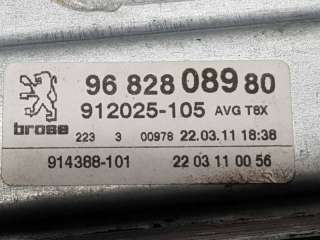 96 828 089 80
912025-105 AVG T8X
brose 223 3 00978 22.03.11 18:38
914388-101 22 03 11 00 56